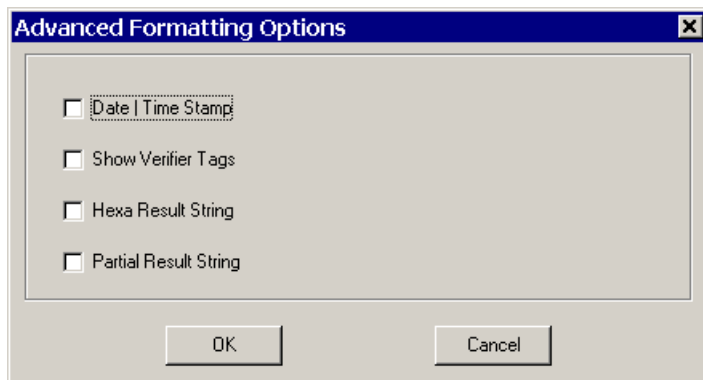 Advanced Formatting Options
Date | Time Stamp
Show Verifier Tags
Hexa Result String
Partial Result String
OK Cancel